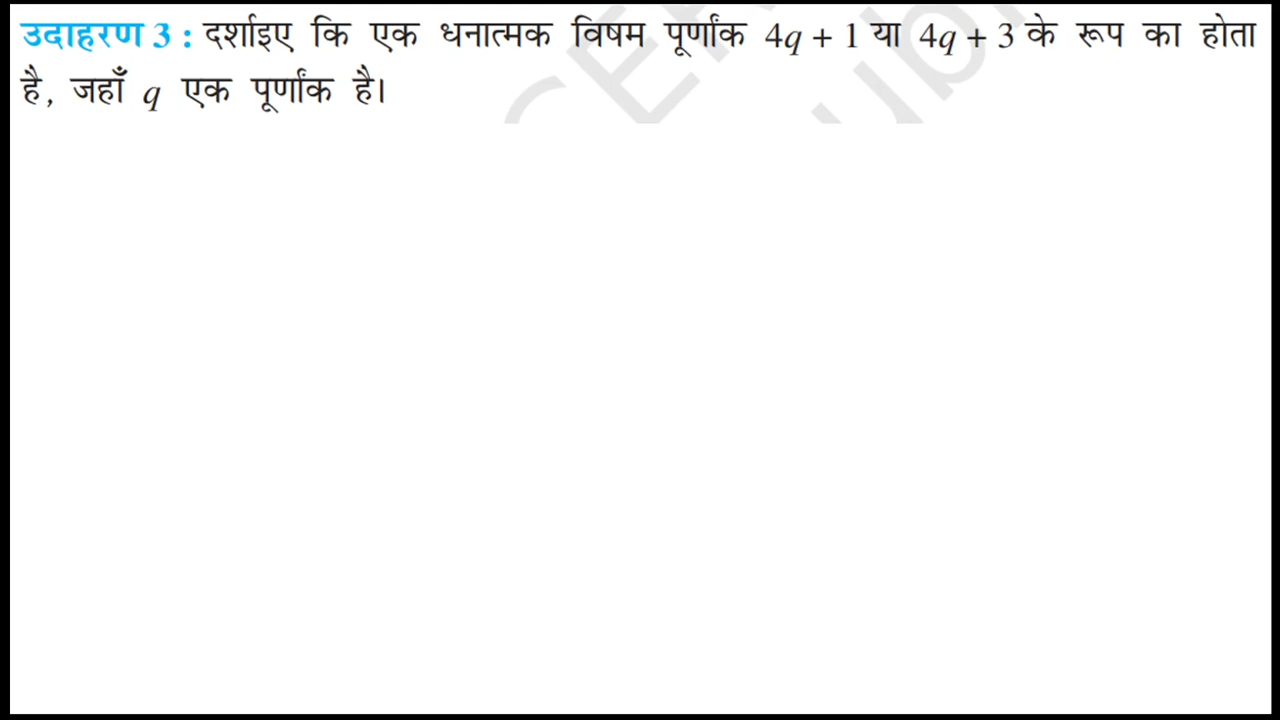 उदाहरण 3 : दर्शाइए कि एक धनात्मक विषम पूर्णांक 4q + 1 या 4q + 3 के रूप का होता
है, जहाँ q एक पूर्णांक है।